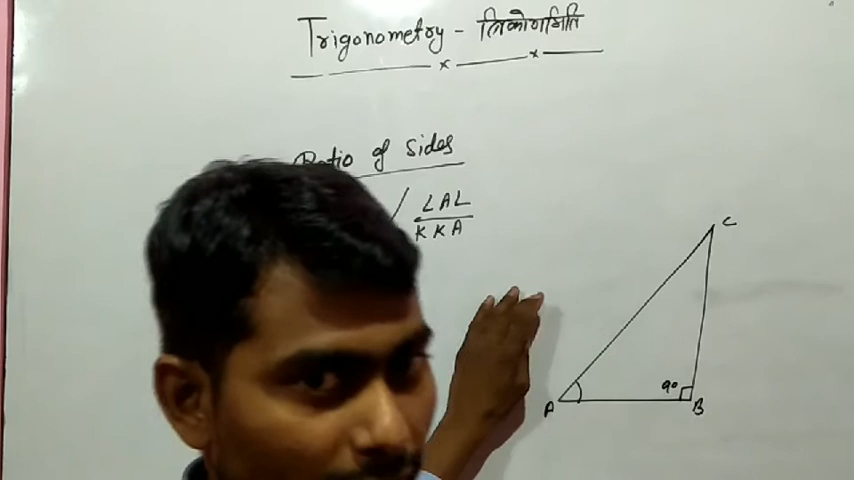 Trigonometry - त्रिकोणमिति
Ratio of sides
/ LAL
KKA
C
90
A
B